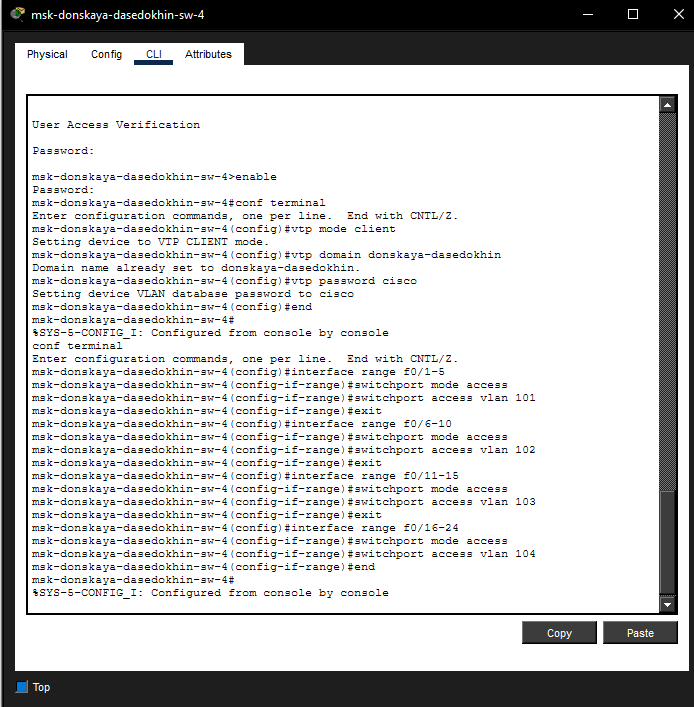 msk-donskaya-dasedokhin-sw-4
Physical Config CLI Attributes
User Access Verification
Password:
msk-donskaya-dasedokhin-sw-4>enable
Password:
msk-donskaya-dasedokhin-sw-4#conf terminal
Enter configuration commands, one per line.  End with CNTL/Z.
msk-donskaya-dasedokhin-sw-4(config)#vtp mode client
Setting device to VTP CLIENT mode.
msk-donskaya-dasedokhin-sw-4(config)#vtp domain donskaya-dasedokhin
Domain name already set to donskaya-dasedokhin.
msk-donskaya-dasedokhin-sw-4(config)#vtp password cisco
Setting device VLAN database password to cisco
msk-donskaya-dasedokhin-sw-4(config)#end
msk-donskaya-dasedokhin-sw-4#
%SYS-5-CONFIG_I: Configured from console by console
conf terminal
Enter configuration commands, one per line.  End with CNTL/Z.
msk-donskaya-dasedokhin-sw-4(config)#interface range f0/1-5
msk-donskaya-dasedokhin-sw-4(config-if-range)#switchport mode access
msk-donskaya-dasedokhin-sw-4(config-if-range)#switchport access vlan 101
msk-donskaya-dasedokhin-sw-4(config-if-range)#exit
msk-donskaya-dasedokhin-sw-4(config)#interface range f0/6-10
msk-donskaya-dasedokhin-sw-4(config-if-range)#switchport mode access
msk-donskaya-dasedokhin-sw-4(config-if-range)#switchport access vlan 102
msk-donskaya-dasedokhin-sw-4(config-if-range)#exit
msk-donskaya-dasedokhin-sw-4(config)#interface range f0/11-15
msk-donskaya-dasedokhin-sw-4(config-if-range)#switchport mode access
msk-donskaya-dasedokhin-sw-4(config-if-range)#switchport access vlan 103
msk-donskaya-dasedokhin-sw-4(config-if-range)#exit
msk-donskaya-dasedokhin-sw-4(config)#interface range f0/16-24
msk-donskaya-dasedokhin-sw-4(config-if-range)#switchport mode access
msk-donskaya-dasedokhin-sw-4(config-if-range)#switchport access vlan 104
msk-donskaya-dasedokhin-sw-4(config-if-range)#end
msk-donskaya-dasedokhin-sw-4#
%SYS-5-CONFIG_I: Configured from console by console
Copy Paste
Top